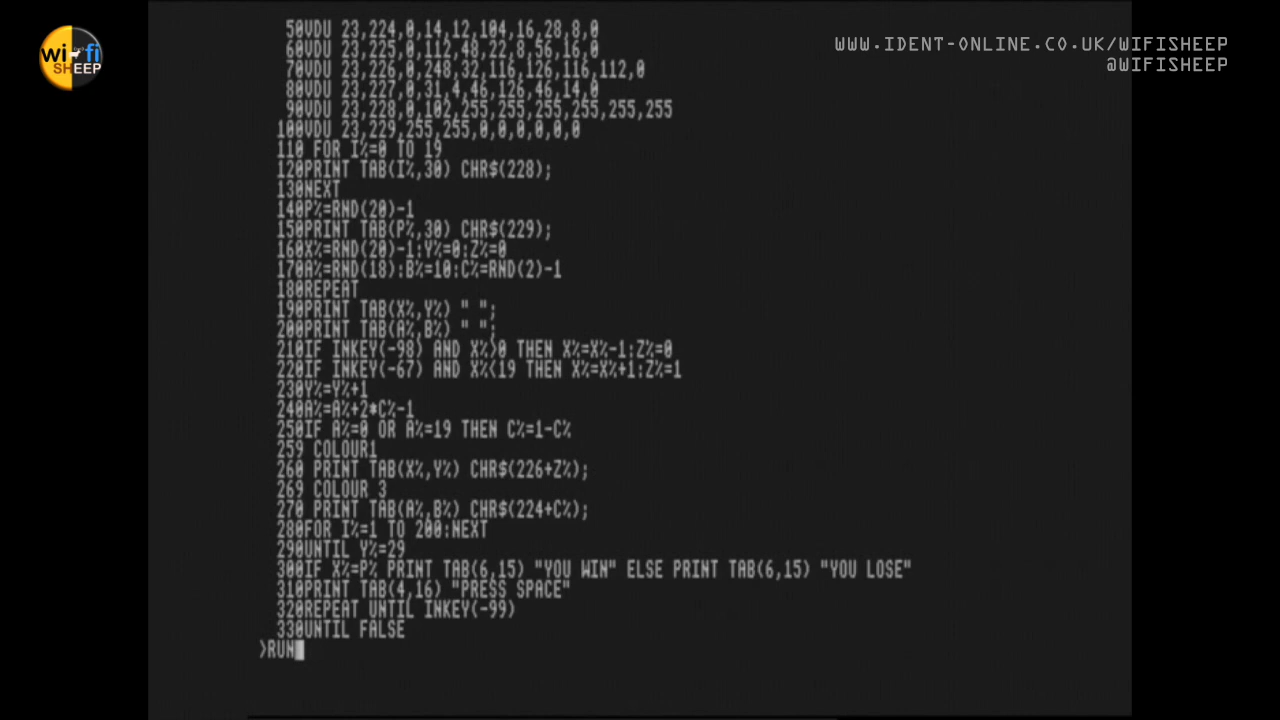 wi-fi
SHEEP
WWW.IDENT-ONLINE.CO.UK/WIFISHEEP
@WIFISHEEP
50VDU 23,224,0,14,12,104,16,28,8,0
60VDU 23,225,0,112,48,22,8,56,16,0
70VDU 23,226,0,248,32,116,126,116,112,0
80VDU 23,227,0,31,4,46,126,46,14,0
90VDU 23,228,0,102,255,255,255,255,255,255
100VDU 23,229,255,255,0,0,0,0,0,0
110 FOR I%=0 TO 19
120PRINT TAB(I%,30) CHR$(228);
130NEXT
140P%=RND(20)-1
150PRINT TAB(P%,30) CHR$(229);
160X%=RND(20)-1:Y%=0:Z%=0
170A%=RND(18):B%=10:C%=RND(2)-1
180REPEAT
190PRINT TAB(X%,Y%) " ";
200PRINT TAB(A%,B%) " ";
210IF INKEY(-98) AND X%>0 THEN X%=X%-1:Z%=0
220IF INKEY(-67) AND X%<19 THEN X%=X%+1:Z%=1
230Y%=Y%+1
240A%=A%+2*C%-1
250IF A%=0 OR A%=19 THEN C%=1-C%
259 COLOUR1
260 PRINT TAB(X%,Y%) CHR$(226+Z%);
269 COLOUR 3
270 PRINT TAB(A%,B%) CHR$(224+C%);
280FOR I%=1 TO 200:NEXT
290UNTIL Y%=29
300IF X%=P% PRINT TAB(6,15) "YOU WIN" ELSE PRINT TAB(6,15) "YOU LOSE"
310PRINT TAB(4,16) "PRESS SPACE"
320REPEAT UNTIL INKEY(-99)
330UNTIL FALSE
>RUN